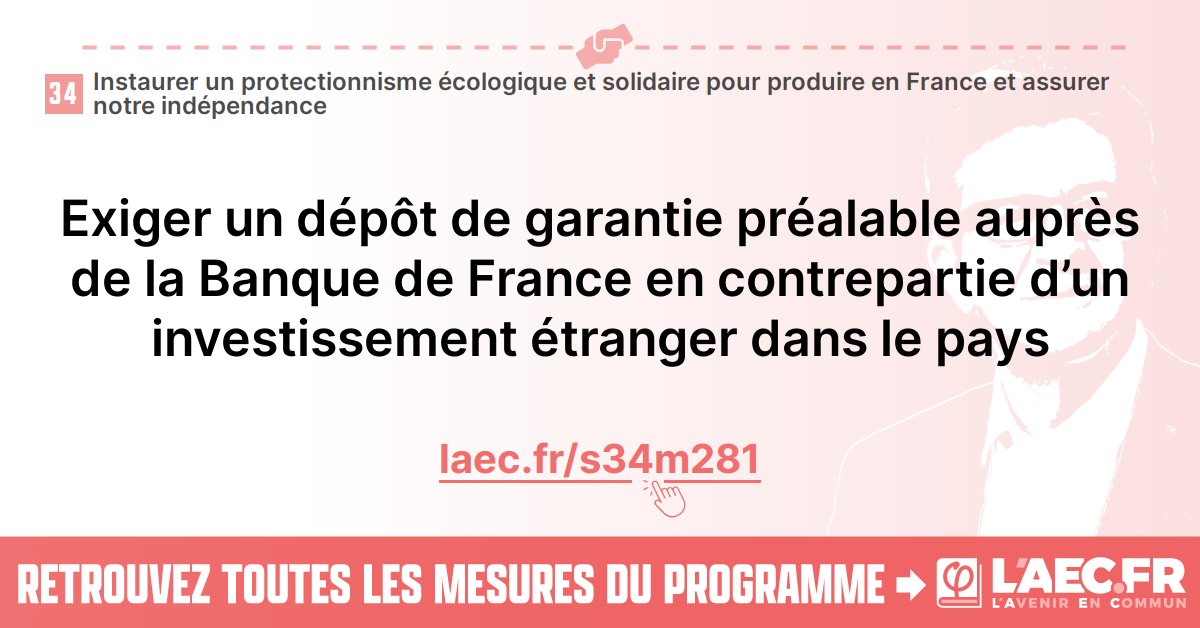 34
Instaurer un protectionnisme écologique et solidaire pour produire en France et assurer
notre indépendance
Exiger un dépôt de garantie préalable auprès
de la Banque de France en contrepartie d’un
investissement étranger dans le pays
laec.fr/s34m281
RETROUVEZ TOUTES LES MESURES DU PROGRAMME
L'AEC.FR
L'AVENIR EN COMMUN